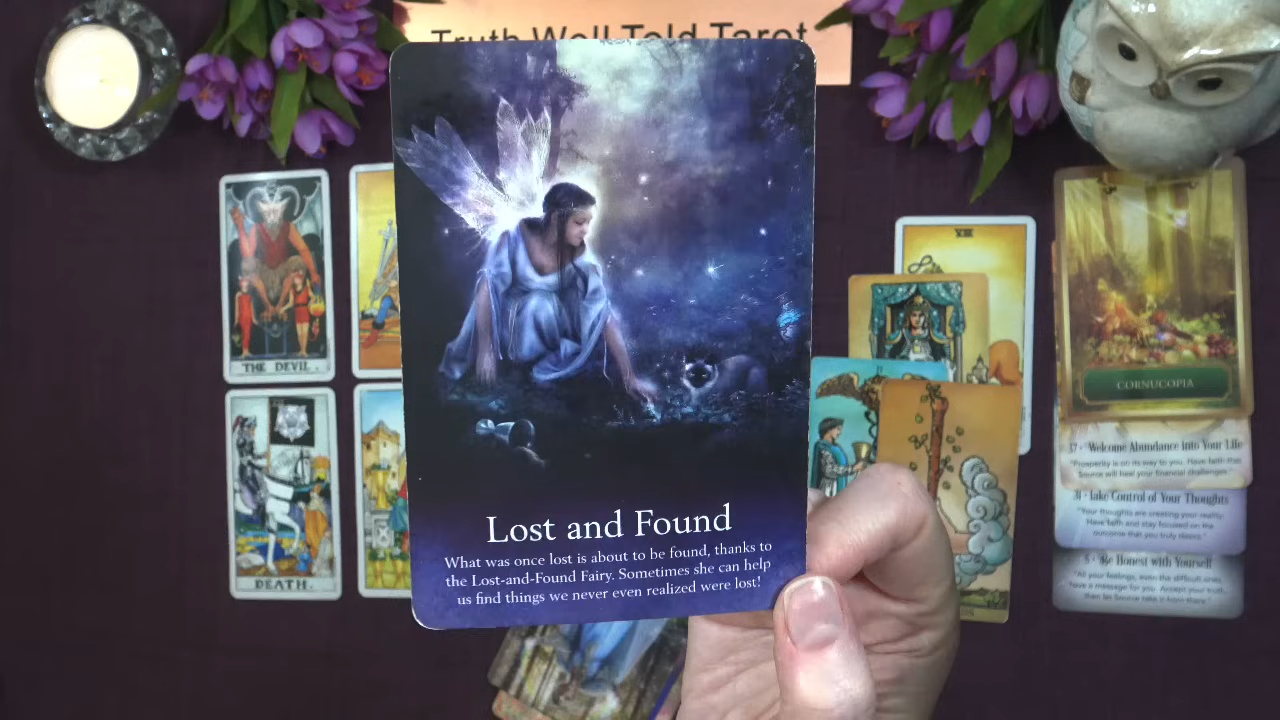 Truth Well Told Tarot
THE DEVIL.
DEATH.
VIII
Lost and Found
What was once lost is about to be found, thanks to
the Lost-and-Found Fairy. Sometimes she can help
us find things we never even realized were lost!
CORNUCOPIA
37 • Welcome Abundance into Your Life
"Prosperity is on its way to you. Have faith that
Source will heal your financial challenges."
31 • Take Control of Your Thoughts
"Your thoughts are creating your reality.
Have faith and stay focused on the
outcome that you truly desire."
5 • Be Honest with Yourself
"All your feelings, even the difficult ones,
have a message for you. Accept your truth,
then let Source take it from there."